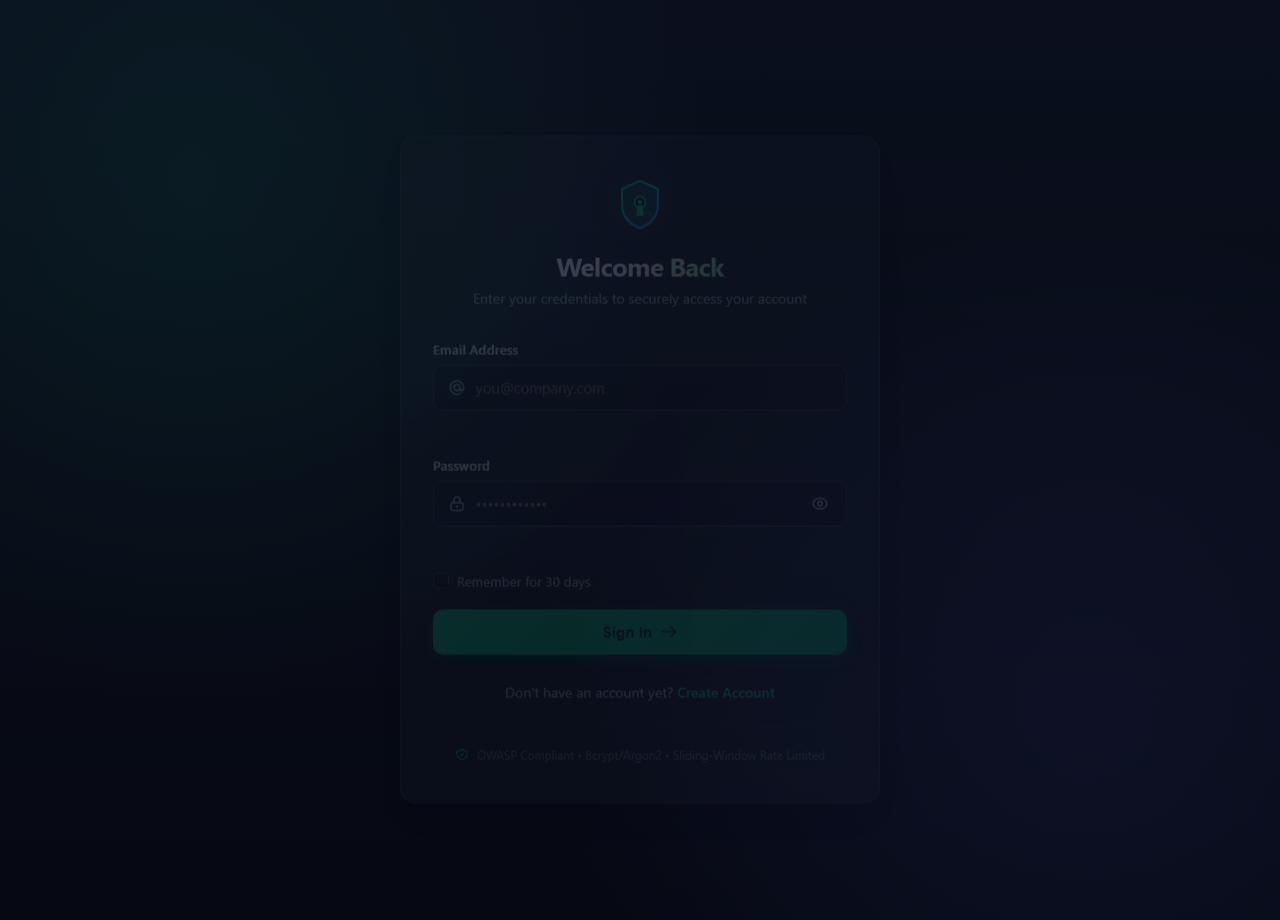 Welcome Back
Enter your credentials to securely access your account
Email Address
you@company.com
Password
••••••••••••
Remember for 30 days
Sign In →
Don't have an account yet? Create Account
OWASP Compliant • Bcrypt/Argon2 • Sliding-Window Rate Limited